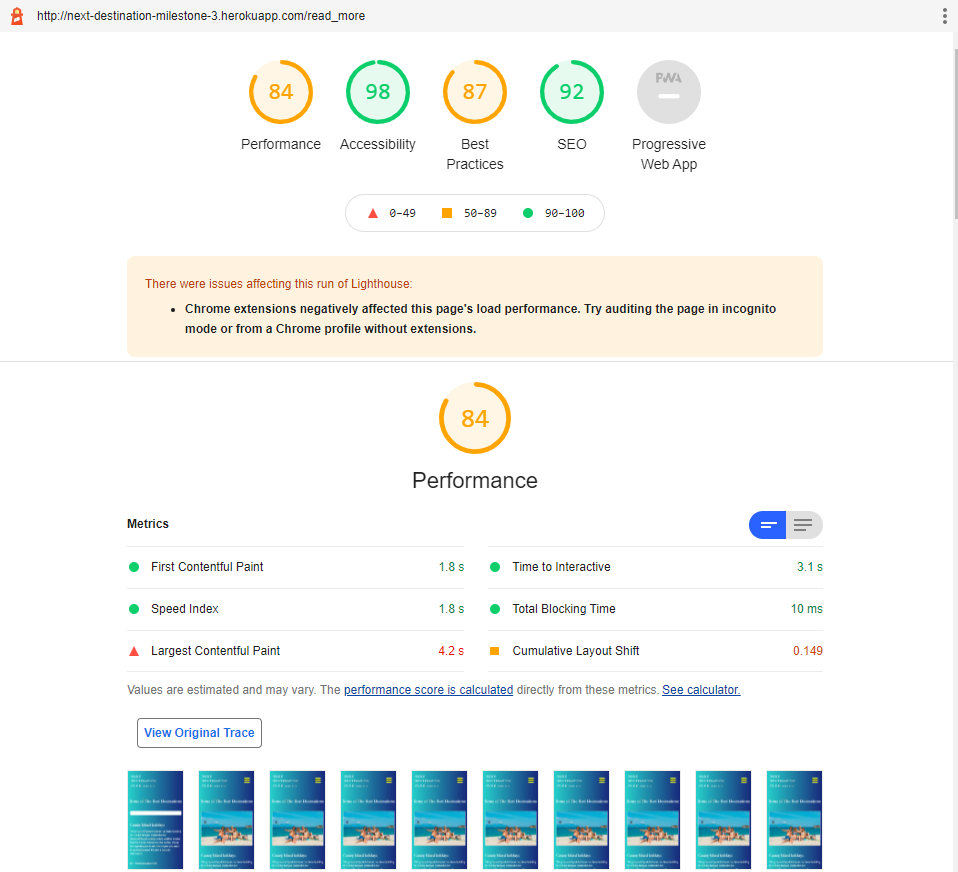 http://next-destination-milestone-3.herokuapp.com/read_more
84 98 87 92 PWA
Performance Accessibility Best Practices SEO Progressive Web App
0–49 50–89 90–100
There were issues affecting this run of Lighthouse:
Chrome extensions negatively affected this page's load performance. Try auditing the page in incognito
mode or from a Chrome profile without extensions.
84
Performance
Metrics
First Contentful Paint 1.8 s Time to Interactive 3.1 s
Speed Index 1.8 s Total Blocking Time 10 ms
Largest Contentful Paint 4.2 s Cumulative Layout Shift 0.149
Values are estimated and may vary. The performance score is calculated directly from these metrics. See calculator.
View Original Trace